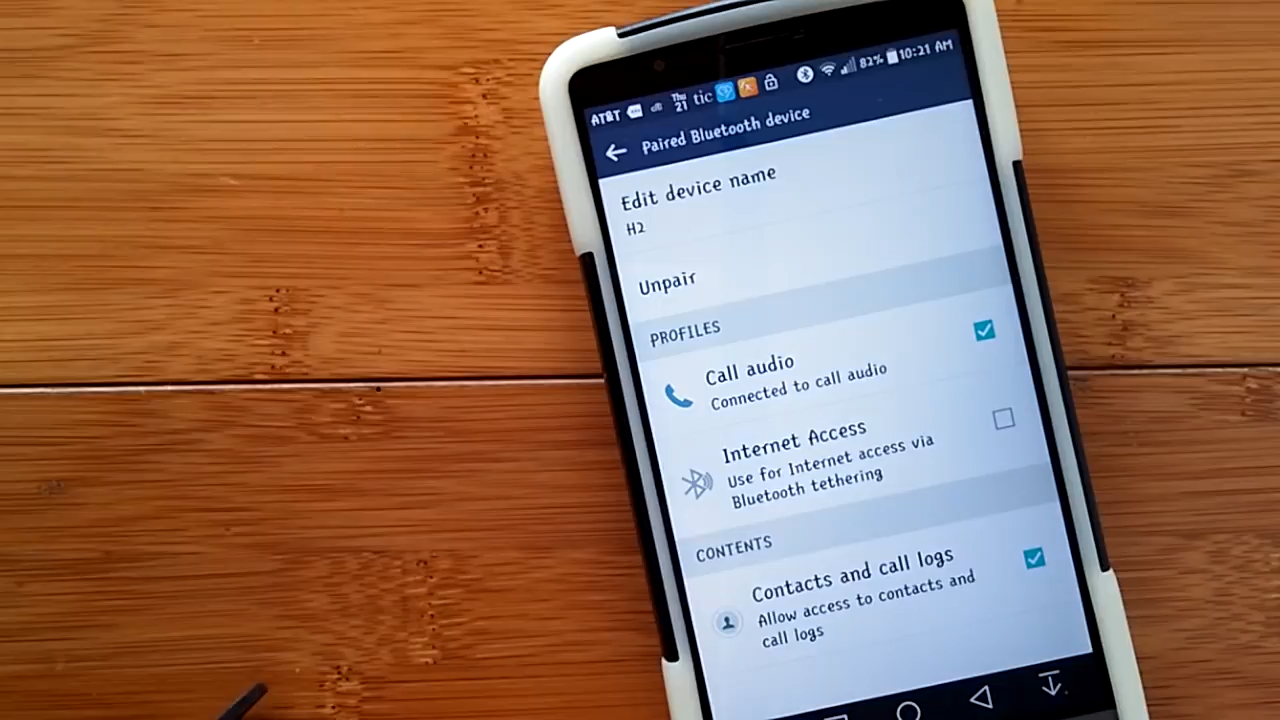 AT&T Thu 21 tic 82% 10:21 AM
Paired Bluetooth device
Edit device name
H2
Unpair
PROFILES
Call audio
Connected to call audio
Internet Access
Use for Internet access via
Bluetooth tethering
CONTENTS
Contacts and call logs
Allow access to contacts and
call logs